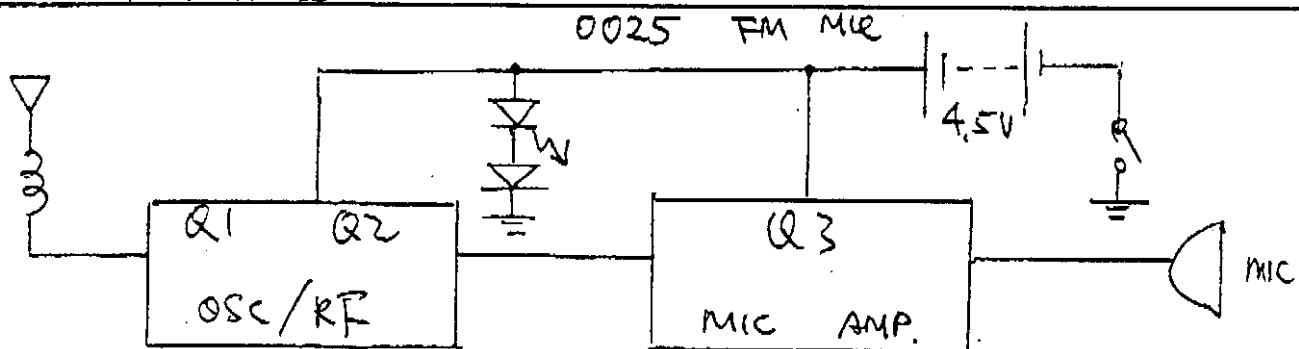 0025 FM MIC
4.5V
Q1 Q2
OSC/RF
Q3
MIC AMP.
MIC